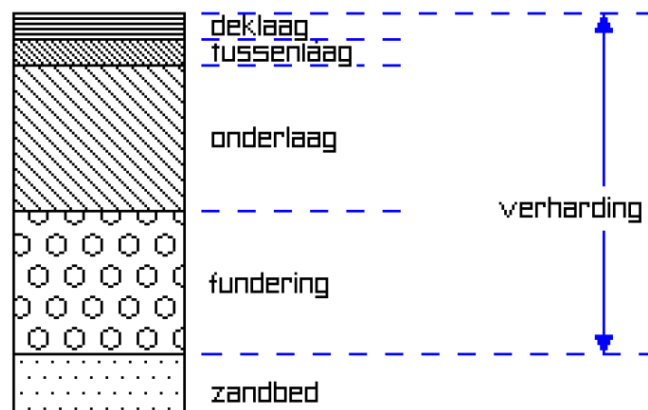 deklaag
tussenlaag
onderlaag
verharding
fundering
zandbed